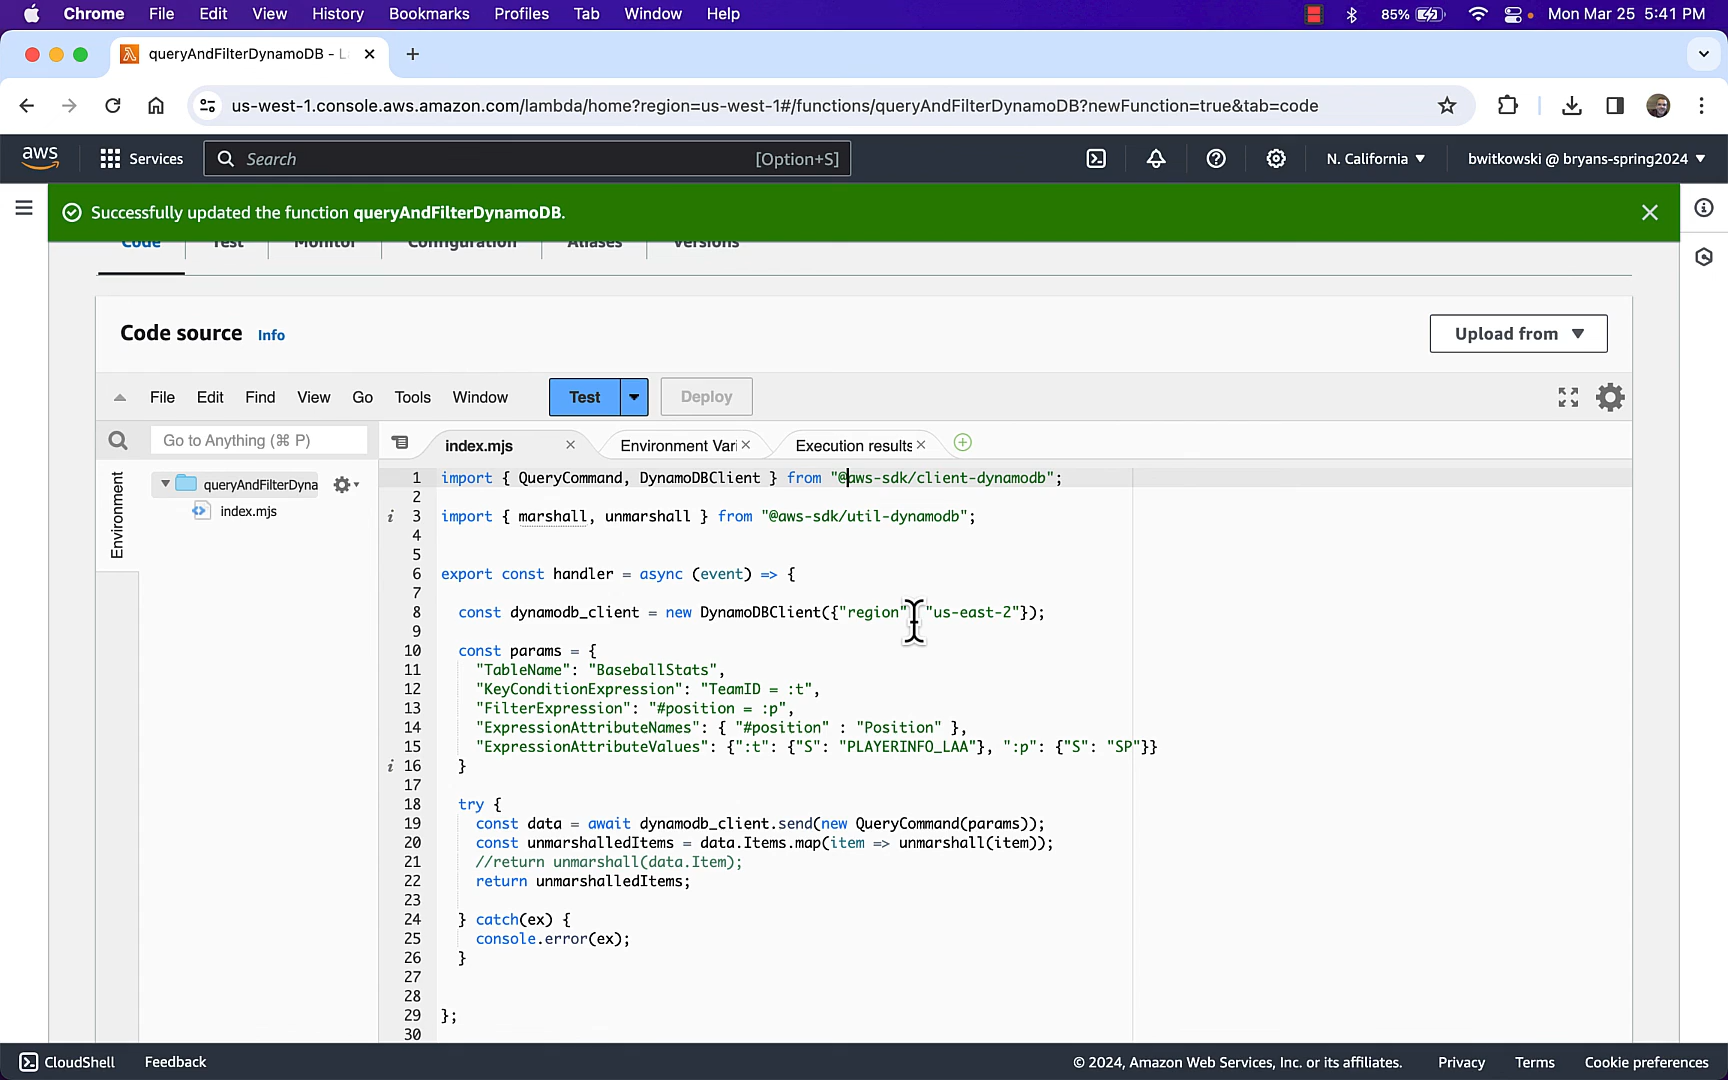 Chrome File Edit View History Bookmarks Profiles Tab Window Help 85% Mon Mar 25 5:41 PM
queryAndFilterDynamoDB - L
us-west-1.console.aws.amazon.com/lambda/home?region=us-west-1#/functions/queryAndFilterDynamoDB?newFunction=true&tab=code
aws Services Search [Option+S] N. California bwitkowski @ bryans-spring2024
Successfully updated the function queryAndFilterDynamoDB.
Code Test Monitor Configuration Aliases Versions
Code source Info Upload from
File Edit Find View Go Tools Window Test Deploy
Go to Anything (⌘ P) index.mjs Environment Vari Execution results
Environment
queryAndFilterDyna
index.mjs
1 import { QueryCommand, DynamoDBClient } from "@aws-sdk/client-dynamodb";
2
i 3 import { marshall, unmarshall } from "@aws-sdk/util-dynamodb";
4
5
6 export const handler = async (event) => {
7
8 const dynamodb_client = new DynamoDBClient({"region" "us-east-2"});
9
10 const params = {
11 "TableName": "BaseballStats",
12 "KeyConditionExpression": "TeamID = :t",
13 "FilterExpression": "#position = :p",
14 "ExpressionAttributeNames": { "#position" : "Position" },
15 "ExpressionAttributeValues": {":t": {"S": "PLAYERINFO_LAA"}, ":p": {"S": "SP"}}
i 16 }
17
18 try {
19 const data = await dynamodb_client.send(new QueryCommand(params));
20 const unmarshalledItems = data.Items.map(item => unmarshall(item));
21 //return unmarshall(data.Item);
22 return unmarshalledItems;
23
24 } catch(ex) {
25 console.error(ex);
26 }
27
28
29 };
30
CloudShell Feedback © 2024, Amazon Web Services, Inc. or its affiliates. Privacy Terms Cookie preferences